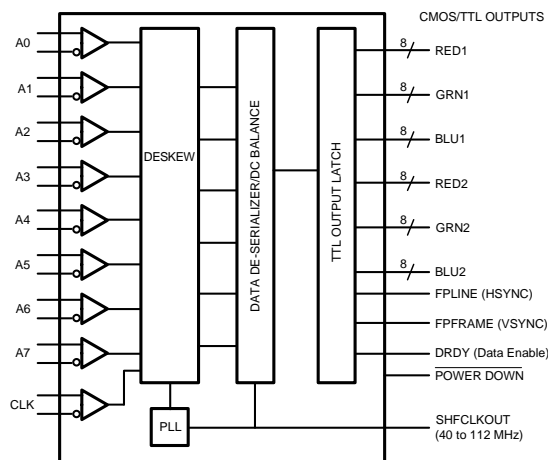 CMOS/TTL OUTPUTS
A0
A1
A2
A3
A4
A5
A6
A7
CLK
DESKEW
PLL
DATA DE-SERIALIZER/DC BALANCE
TTL OUTPUT LATCH
8 RED1
8 GRN1
8 BLU1
8 RED2
8 GRN2
8 BLU2
FPLINE (HSYNC)
FPFRAME (VSYNC)
DRDY (Data Enable)
POWER DOWN
SHFCLKOUT
(40 to 112 MHz)